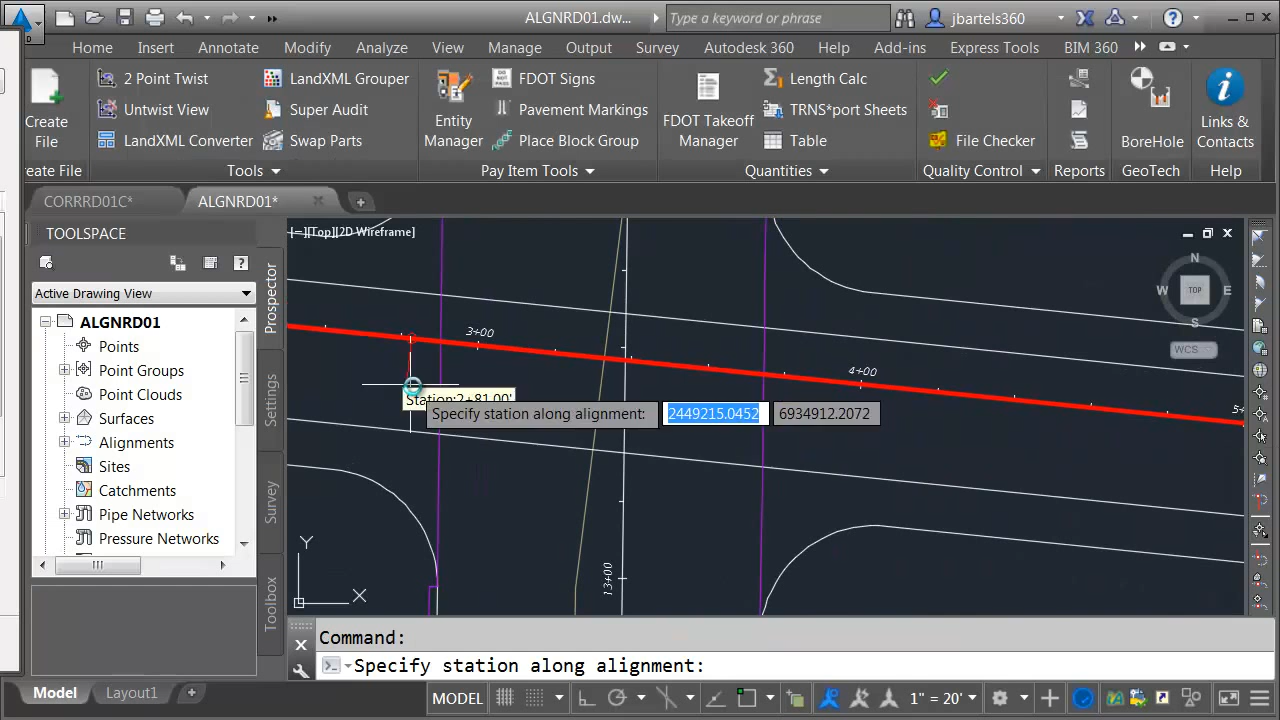 ALGNRD01.dw...
Type a keyword or phrase
jbartels360
Home Insert Annotate Modify Analyze View Manage Output Survey Autodesk 360 Help Add-ins Express Tools BIM 360
Create File
2 Point Twist
Untwist View
LandXML Converter
LandXML Grouper
Super Audit
Swap Parts
Entity Manager
FDOT Signs
Pavement Markings
Place Block Group
FDOT Takeoff Manager
Length Calc
TRNS*port Sheets
Table
File Checker
BoreHole
Links & Contacts
reate File Tools Pay Item Tools Quantities Quality Control Reports GeoTech Help
CORRRD01C* ALGNRD01*
TOOLSPACE
Active Drawing View
ALGNRD01
Points
Point Groups
Point Clouds
Surfaces
Alignments
Sites
Catchments
Pipe Networks
Pressure Networks
Prospector
Settings
Survey
Toolbox
[−][Top][2D Wireframe]
N
W TOP E
S
WCS
3+00
4+00
13+00
Station:2+81.00'
Specify station along alignment: 2449215.0452 6934912.2072
Y
X
Command:
Specify station along alignment:
Model Layout1
MODEL 1" = 20'